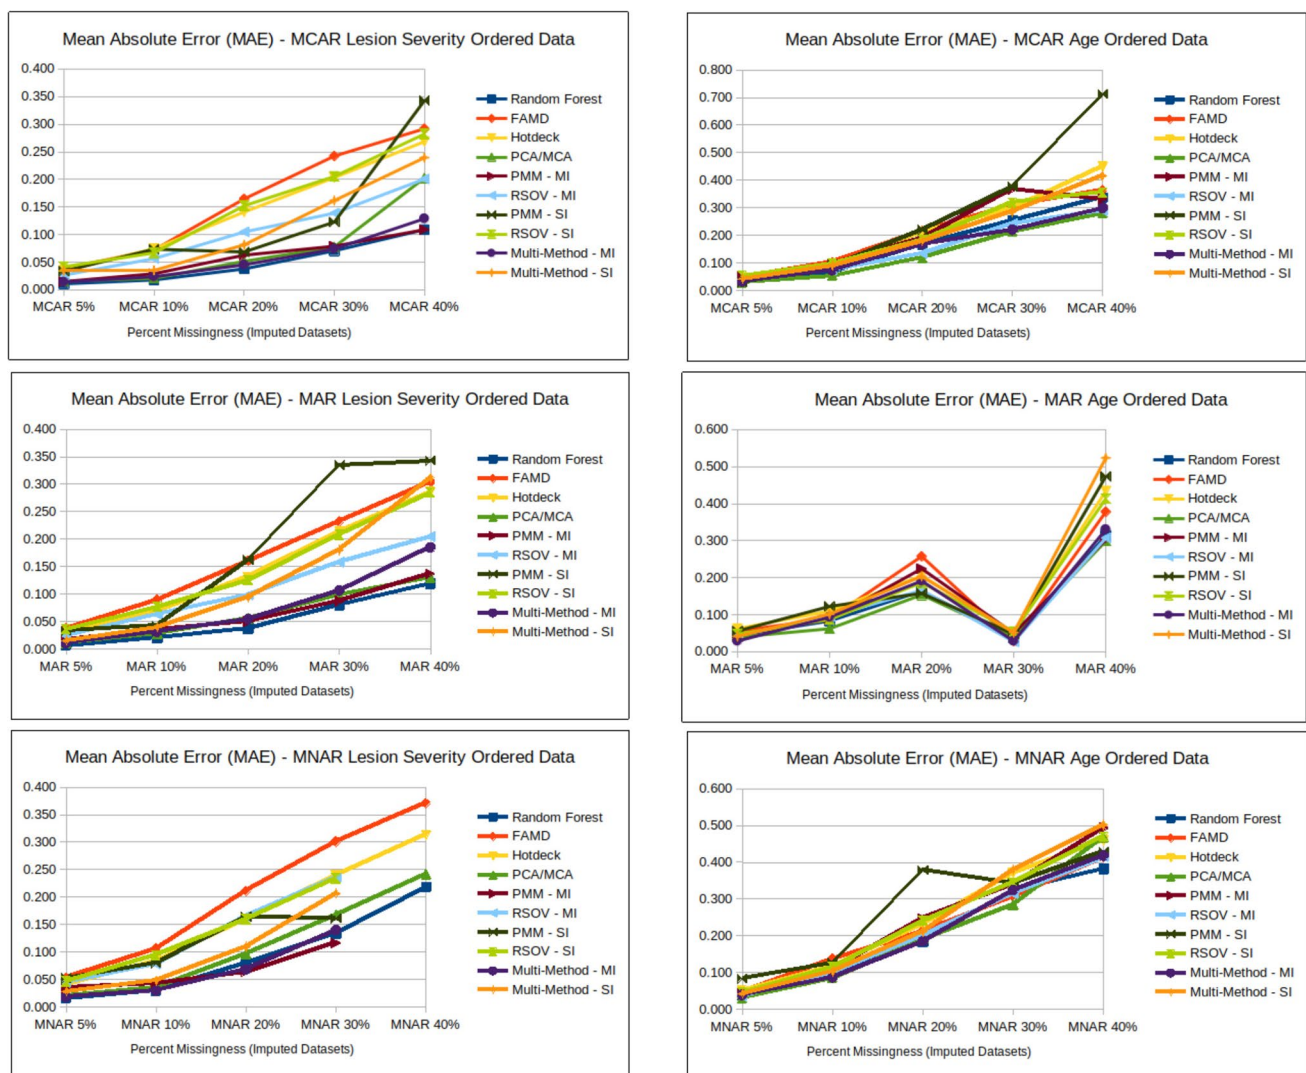 Mean Absolute Error (MAE) - MCAR Lesion Severity Ordered Data
0.400
0.350
0.300
0.250
0.200
0.150
0.100
0.050
0.000
MCAR 5% MCAR 10% MCAR 20% MCAR 30% MCAR 40%
Percent Missingness (Imputed Datasets)
Random Forest
FAMD
Hotdeck
PCA/MCA
PMM - MI
RSOV - MI
PMM - SI
RSOV - SI
Multi-Method - MI
Multi-Method - SI
Mean Absolute Error (MAE) - MCAR Age Ordered Data
0.800
0.700
0.600
0.500
0.400
0.300
0.200
0.100
0.000
MCAR 5% MCAR 10% MCAR 20% MCAR 30% MCAR 40%
Percent Missingness (Imputed Datasets)
Random Forest
FAMD
Hotdeck
PCA/MCA
PMM - MI
RSOV - MI
PMM - SI
RSOV - SI
Multi-Method - MI
Multi-Method - SI
Mean Absolute Error (MAE) - MAR Lesion Severity Ordered Data
0.400
0.350
0.300
0.250
0.200
0.150
0.100
0.050
0.000
MAR 5% MAR 10% MAR 20% MAR 30% MAR 40%
Percent Missingness (Imputed Datasets)
Random Forest
FAMD
Hotdeck
PCA/MCA
PMM - MI
RSOV - MI
PMM - SI
RSOV - SI
Multi-Method - MI
Multi-Method - SI
Mean Absolute Error (MAE) - MAR Age Ordered Data
0.600
0.500
0.400
0.300
0.200
0.100
0.000
MAR 5% MAR 10% MAR 20% MAR 30% MAR 40%
Percent Missingness (Imputed Datasets)
Random Forest
FAMD
Hotdeck
PCA/MCA
PMM - MI
RSOV - MI
PMM - SI
RSOV - SI
Multi-Method - MI
Multi-Method - SI
Mean Absolute Error (MAE) - MNAR Lesion Severity Ordered Data
0.400
0.350
0.300
0.250
0.200
0.150
0.100
0.050
0.000
MNAR 5% MNAR 10% MNAR 20% MNAR 30% MNAR 40%
Percent Missingness (Imputed Datasets)
Random Forest
FAMD
Hotdeck
PCA/MCA
PMM - MI
RSOV - MI
PMM - SI
RSOV - SI
Multi-Method - MI
Multi-Method - SI
Mean Absolute Error (MAE) - MNAR Age Ordered Data
0.600
0.500
0.400
0.300
0.200
0.100
0.000
MNAR 5% MNAR 10% MNAR 20% MNAR 30% MNAR 40%
Percent Missingness (Imputed Datasets)
Random Forest
FAMD
Hotdeck
PCA/MCA
PMM - MI
RSOV - MI
PMM - SI
RSOV - SI
Multi-Method - MI
Multi-Method - SI